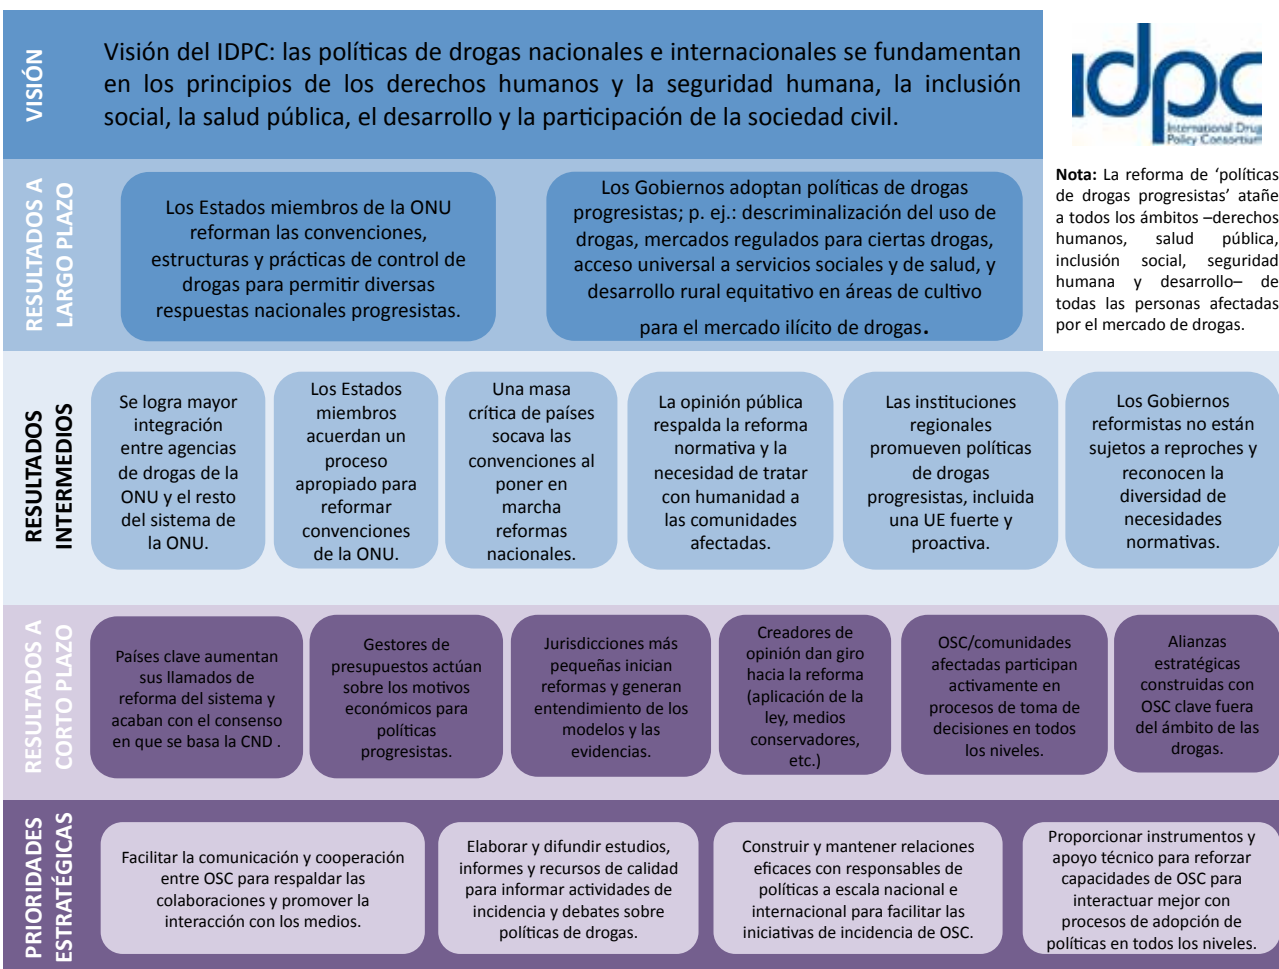 VISIÓN
Visión del IDPC: las políticas de drogas nacionales e internacionales se fundamentan
en los principios de los derechos humanos y la seguridad humana, la inclusión
social, la salud pública, el desarrollo y la participación de la sociedad civil.
idpc
International Drug
Policy Consortium
Nota: La reforma de ‘políticas
de drogas progresistas’ atañe
a todos los ámbitos –derechos
humanos, salud pública,
inclusión social, seguridad
humana y desarrollo– de
todas las personas afectadas
por el mercado de drogas.
RESULTADOS A
LARGO PLAZO
Los Estados miembros de la ONU
reforman las convenciones,
estructuras y prácticas de control de
drogas para permitir diversas
respuestas nacionales progresistas.
Los Gobiernos adoptan políticas de drogas
progresistas; p. ej.: descriminalización del uso de
drogas, mercados regulados para ciertas drogas,
acceso universal a servicios sociales y de salud, y
desarrollo rural equitativo en áreas de cultivo
para el mercado ilícito de drogas.
RESULTADOS
INTERMEDIOS
Se logra mayor
integración
entre agencias
de drogas de la
ONU y el resto
del sistema de
la ONU.
Los Estados
miembros
acuerdan un
proceso
apropiado para
reformar
convenciones
de la ONU.
Una masa
crítica de países
socava las
convenciones al
poner en
marcha
reformas
nacionales.
La opinión pública
respalda la reforma
normativa y la
necesidad de tratar
con humanidad a
las comunidades
afectadas.
Las instituciones
regionales
promueven políticas
de drogas
progresistas, incluida
una UE fuerte y
proactiva.
Los Gobiernos
reformistas no están
sujetos a reproches y
reconocen la
diversidad de
necesidades
normativas.
RESULTADOS A
CORTO PLAZO
Países clave aumentan
sus llamados de
reforma del sistema y
acaban con el consenso
en que se basa la CND .
Gestores de
presupuestos actúan
sobre los motivos
económicos para
políticas
progresistas.
Jurisdicciones más
pequeñas inician
reformas y generan
entendimiento de los
modelos y las
evidencias.
Creadores de
opinión dan giro
hacia la reforma
(aplicación de la
ley, medios
conservadores,
etc.)
OSC/comunidades
afectadas participan
activamente en
procesos de toma de
decisiones en todos
los niveles.
Alianzas
estratégicas
construidas con
OSC clave fuera
del ámbito de las
drogas.
PRIORIDADES
ESTRATÉGICAS
Facilitar la comunicación y cooperación
entre OSC para respaldar las
colaboraciones y promover la
interacción con los medios.
Elaborar y difundir estudios,
informes y recursos de calidad
para informar actividades de
incidencia y debates sobre
políticas de drogas.
Construir y mantener relaciones
eficaces con responsables de
políticas a escala nacional e
internacional para facilitar las
iniciativas de incidencia de OSC.
Proporcionar instrumentos y
apoyo técnico para reforzar
capacidades de OSC para
interactuar mejor con
procesos de adopción de
políticas en todos los niveles.